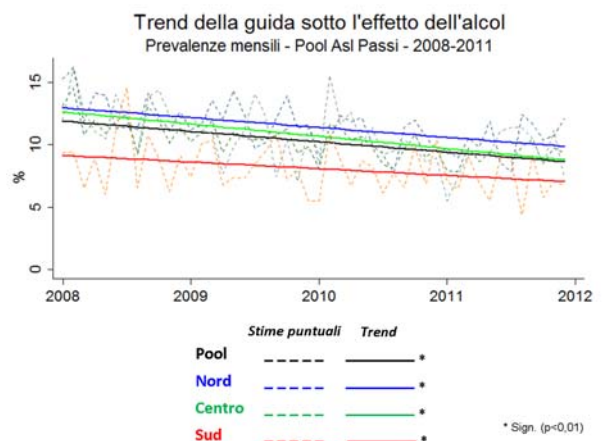 Trend della guida sotto l'effetto dell'alcol
Prevalenze mensili - Pool Asl Passi - 2008-2011
15
10
%
5
0
2008 2009 2010 2011 2012
Stime puntuali Trend
Pool *
Nord *
Centro *
Sud *
* Sign. (p<0,01)